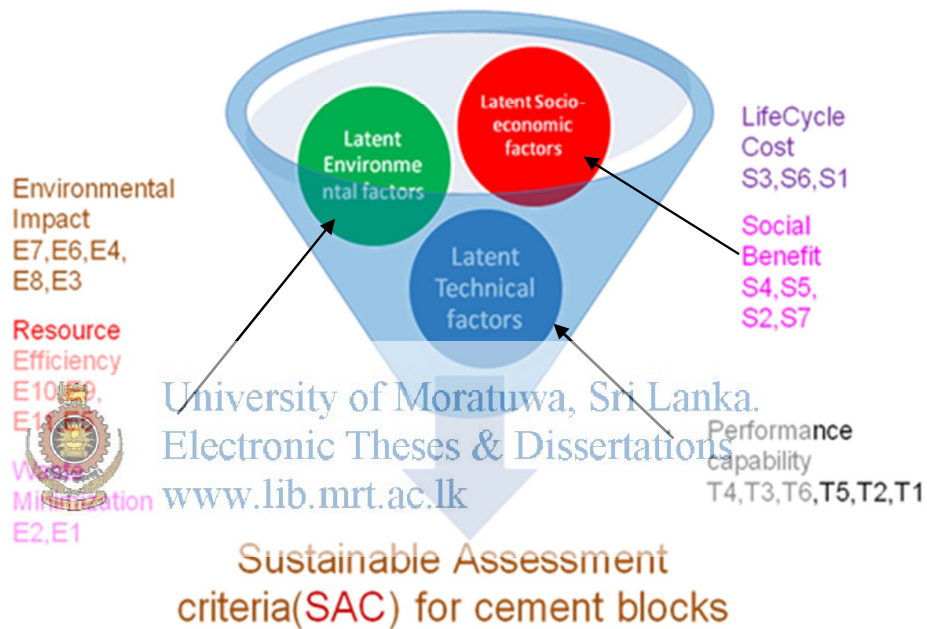 Latent Socio-
economic
factors
Latent
Environme
ntal factors
Latent
Technical
factors
LifeCycle
Cost
S3,S6,S1
Social
Benefit
S4,S5,
S2,S7
Environmental
Impact
E7,E6,E4,
E8,E3
Resource
Efficiency
Waste
Minimization
E2,E1
University of Moratuwa, Sri Lanka.
Electronic Theses & Dissertations
www.lib.mrt.ac.lk
Performance
capability
T4,T3,T6,T5,T2,T1
Sustainable Assessment
criteria(SAC) for cement blocks